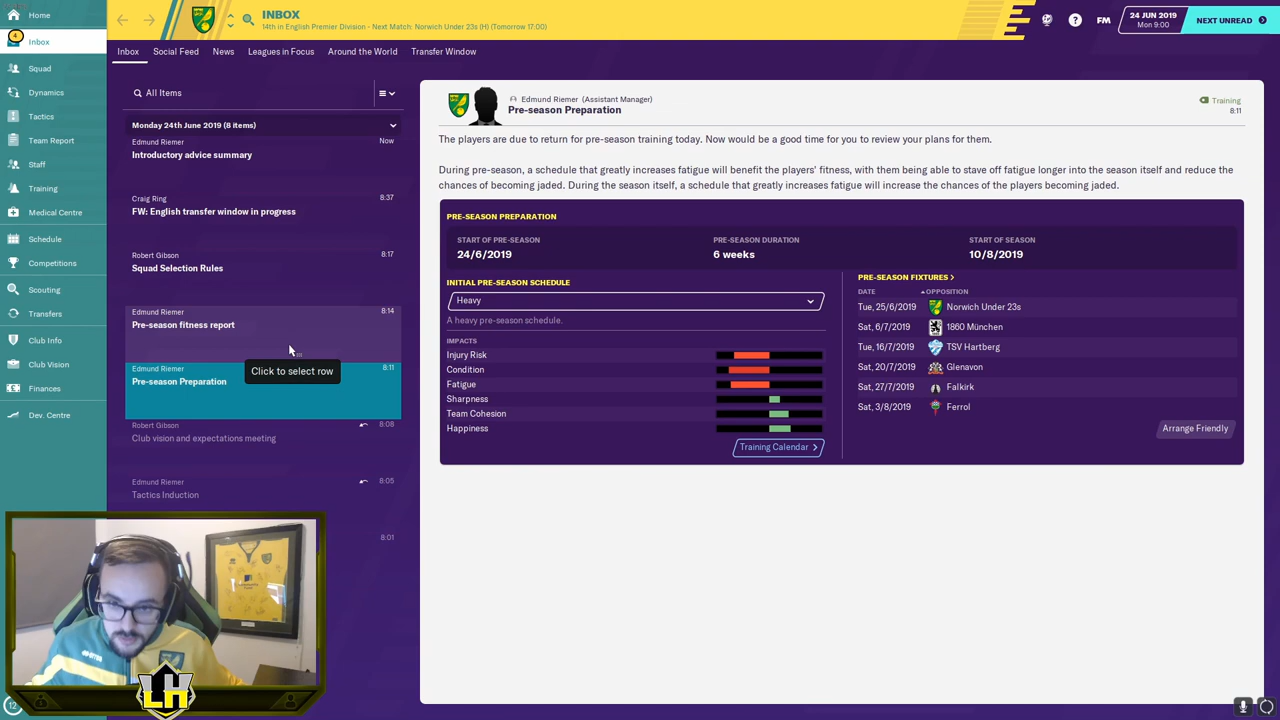 Home
INBOX
14th in English Premier Division - Next Match: Norwich Under 23s (H) (Tomorrow 17:00)
FM
24 JUN 2019
Mon 9:00
NEXT UNREAD
4
Inbox
Squad
Dynamics
Tactics
Team Report
Staff
Training
Medical Centre
Schedule
Competitions
Scouting
Transfers
Club Info
Club Vision
Finances
Dev. Centre
12
Inbox
Social Feed
News
Leagues in Focus
Around the World
Transfer Window
All Items
Monday 24th June 2019 (8 items)
Edmund Riemer
Now
Introductory advice summary
Craig Ring
8:37
FW: English transfer window in progress
Robert Gibson
8:17
Squad Selection Rules
Edmund Riemer
8:14
Pre-season fitness report
Click to select row
Edmund Riemer
8:11
Pre-season Preparation
Robert Gibson
8:08
Club vision and expectations meeting
Edmund Riemer
8:05
Tactics Induction
8:01
LH
Edmund Riemer (Assistant Manager)
Pre-season Preparation
Training
8:11
The players are due to return for pre-season training today. Now would be a good time for you to review your plans for them.
During pre-season, a schedule that greatly increases fatigue will benefit the players' fitness, with them being able to stave off fatigue longer into the season itself and reduce the
chances of becoming jaded. During the season itself, a schedule that greatly increases fatigue will increase the chances of the players becoming jaded.
PRE-SEASON PREPARATION
START OF PRE-SEASON
24/6/2019
PRE-SEASON DURATION
6 weeks
START OF SEASON
10/8/2019
INITIAL PRE-SEASON SCHEDULE
Heavy
A heavy pre-season schedule.
IMPACTS
Injury Risk
Condition
Fatigue
Sharpness
Team Cohesion
Happiness
Training Calendar
PRE-SEASON FIXTURES
DATE
OPPOSITION
Tue, 25/6/2019 Norwich Under 23s
Sat, 6/7/2019 1860 München
Tue, 16/7/2019 TSV Hartberg
Sat, 20/7/2019 Glenavon
Sat, 27/7/2019 Falkirk
Sat, 3/8/2019 Ferrol
Arrange Friendly